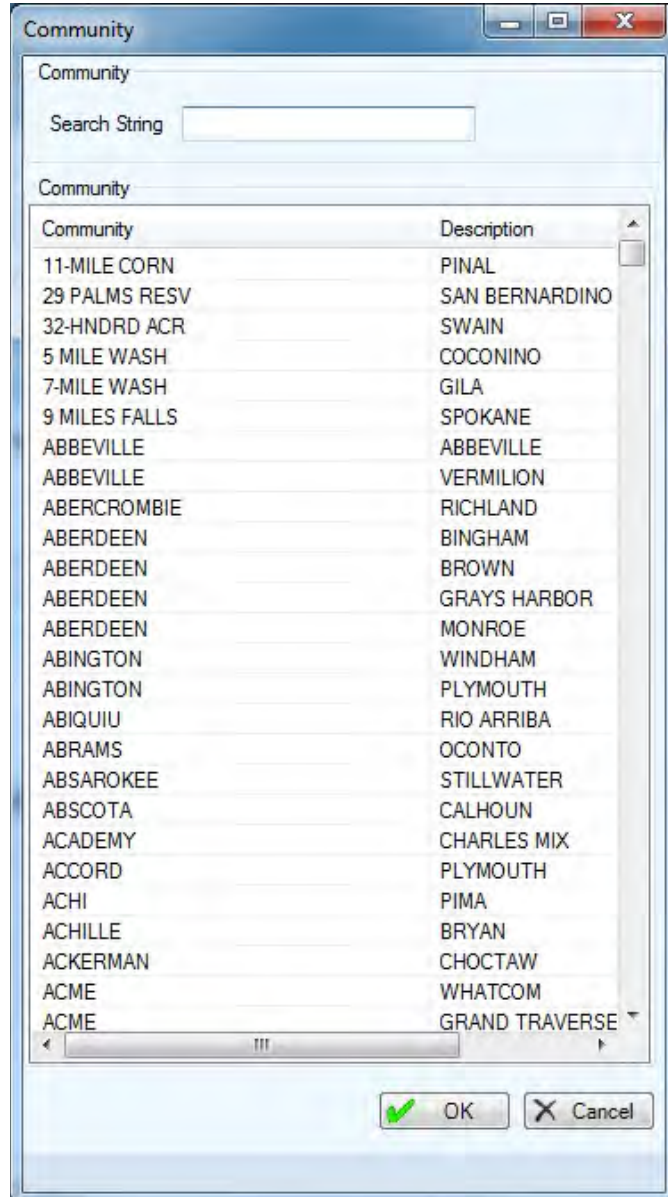 Community
Community
Search String
Community
Community Description
11-MILE CORN PINAL
29 PALMS RESV SAN BERNARDINO
32-HNDRD ACR SWAIN
5 MILE WASH COCONINO
7-MILE WASH GILA
9 MILES FALLS SPOKANE
ABBEVILLE ABBEVILLE
ABBEVILLE VERMILION
ABERCROMBIE RICHLAND
ABERDEEN BINGHAM
ABERDEEN BROWN
ABERDEEN GRAYS HARBOR
ABERDEEN MONROE
ABINGTON WINDHAM
ABINGTON PLYMOUTH
ABIQUIU RIO ARRIBA
ABRAMS OCONTO
ABSAROKEE STILLWATER
ABSCOTA CALHOUN
ACADEMY CHARLES MIX
ACCORD PLYMOUTH
ACHI PIMA
ACHILLE BRYAN
ACKERMAN CHOCTAW
ACME WHATCOM
ACME GRAND TRAVERSE
OK Cancel